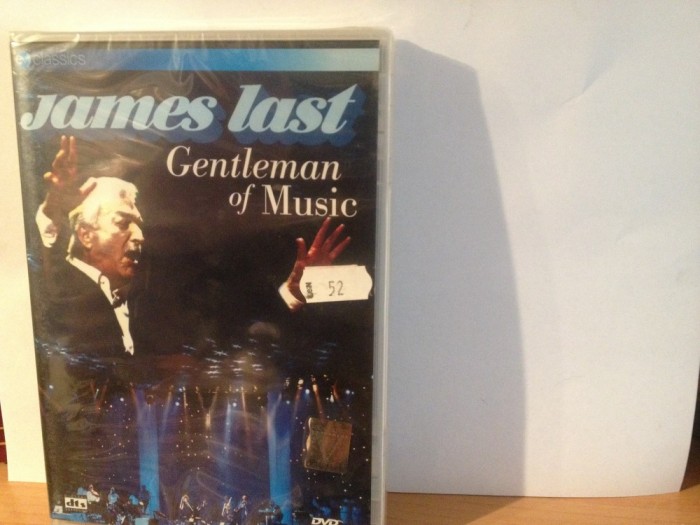 classics
James Last
Gentleman
of Music
52
dts
DVD